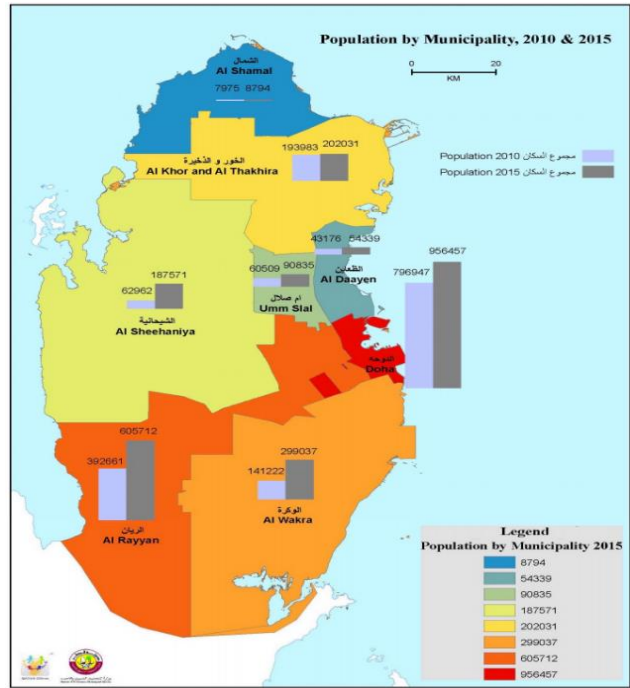 Population by Municipality, 2010 & 2015
0 20
KM
الشمال
Al Shamal
7975 8794
193983 202031
الخور و الذخيرة
Al Khor and Al Thakhira
Population 2010 مجموع السكان
Population 2015 مجموع السكان
43176 54339
الظعاين
Al Daayen
60509 90835
ام صلال
Umm Slal
187571
62962
الشيحانية
Al Sheehaniya
956457
796947
الدوحه
Doha
605712
392661
الريان
Al Rayyan
299037
141222
الوكرة
Al Wakra
Legend
Population by Municipality 2015
8794
54339
90835
187571
202031
299037
605712
956457